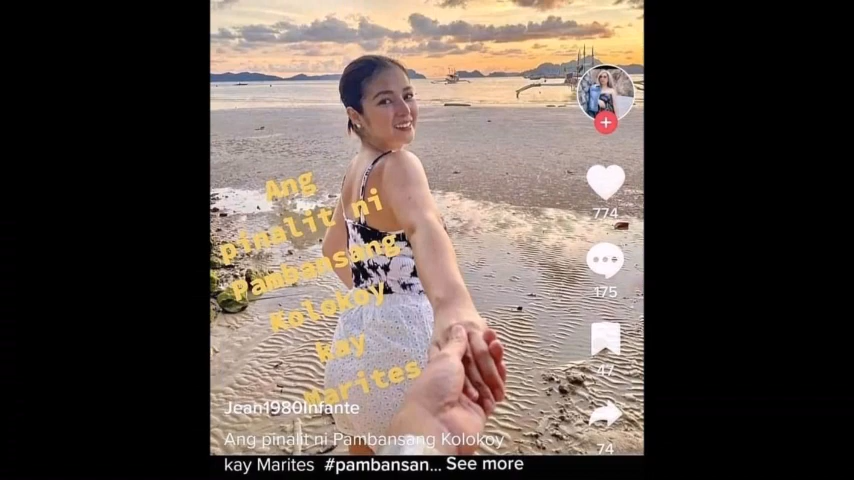 Ang
pinalit ni
Pambansang
Kolokoy
kay
Marites
774
175
47
74
Jean1980Infante
Ang pinalit ni Pambansang Kolokoy
kay Marites #pambansan... See more